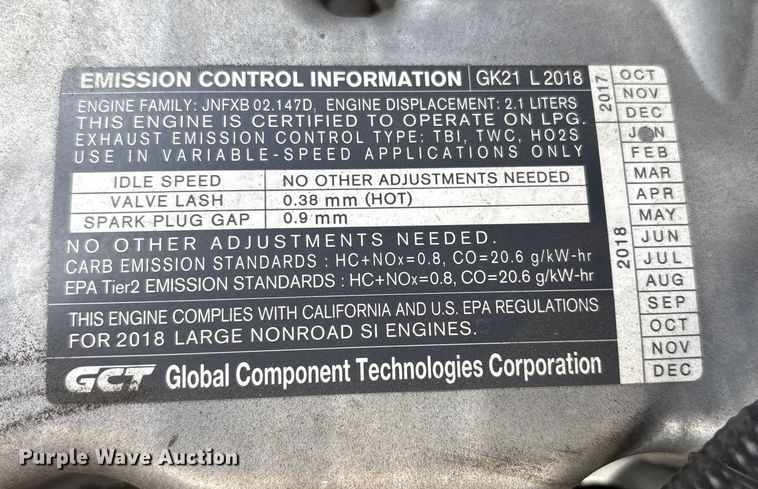 EMISSION CONTROL INFORMATION GK21 L 2018
ENGINE FAMILY: JNFXB 02.147D, ENGINE DISPLACEMENT: 2.1 LITERS
THIS ENGINE IS CERTIFIED TO OPERATE ON LPG.
EXHAUST EMISSION CONTROL TYPE: TBI, TWC, HO2S
USE IN VARIABLE-SPEED APPLICATIONS ONLY
IDLE SPEED NO OTHER ADJUSTMENTS NEEDED
VALVE LASH 0.38 mm (HOT)
SPARK PLUG GAP 0.9 mm
NO OTHER ADJUSTMENTS NEEDED.
CARB EMISSION STANDARDS : HC+NOx=0.8, CO=20.6 g/kW-hr
EPA Tier2 EMISSION STANDARDS : HC+NOx=0.8, CO=20.6 g/kW-hr
THIS ENGINE COMPLIES WITH CALIFORNIA AND U.S. EPA REGULATIONS
FOR 2018 LARGE NONROAD SI ENGINES.
GCT Global Component Technologies Corporation
2017
OCT
NOV
DEC
2018
JAN
FEB
MAR
APR
MAY
JUN
JUL
AUG
SEP
OCT
NOV
DEC
Purple Wave Auction